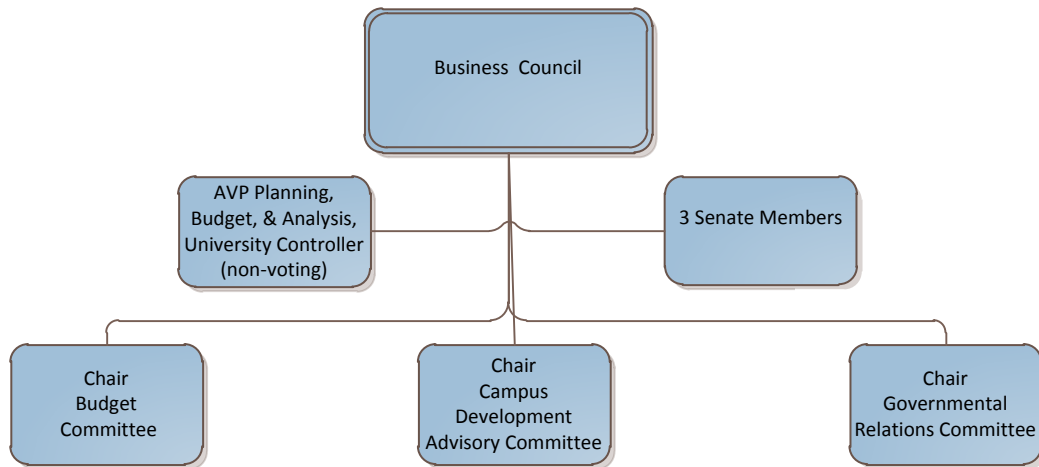 Business Council
AVP Planning,
Budget, & Analysis,
University Controller
(non-voting)
3 Senate Members
Chair
Budget
Committee
Chair
Campus
Development
Advisory Committee
Chair
Governmental
Relations Committee